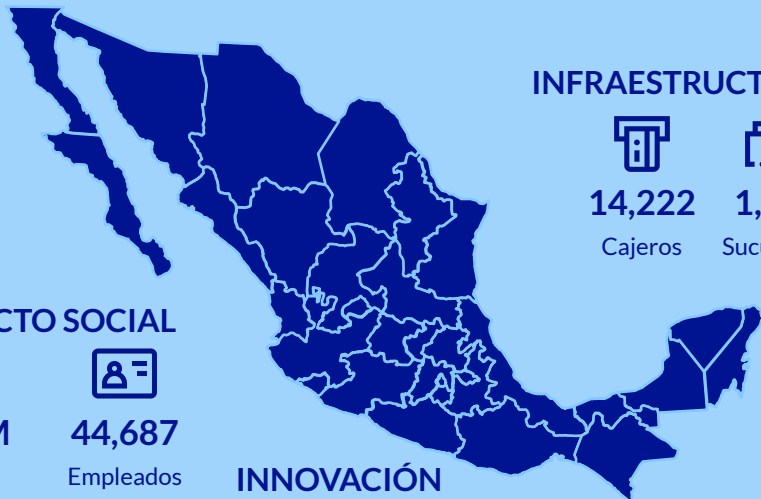 INFRAESTRUCT
14,222
Cajeros
CTO SOCIAL
44,687
Empleados
INNOVACIÓN